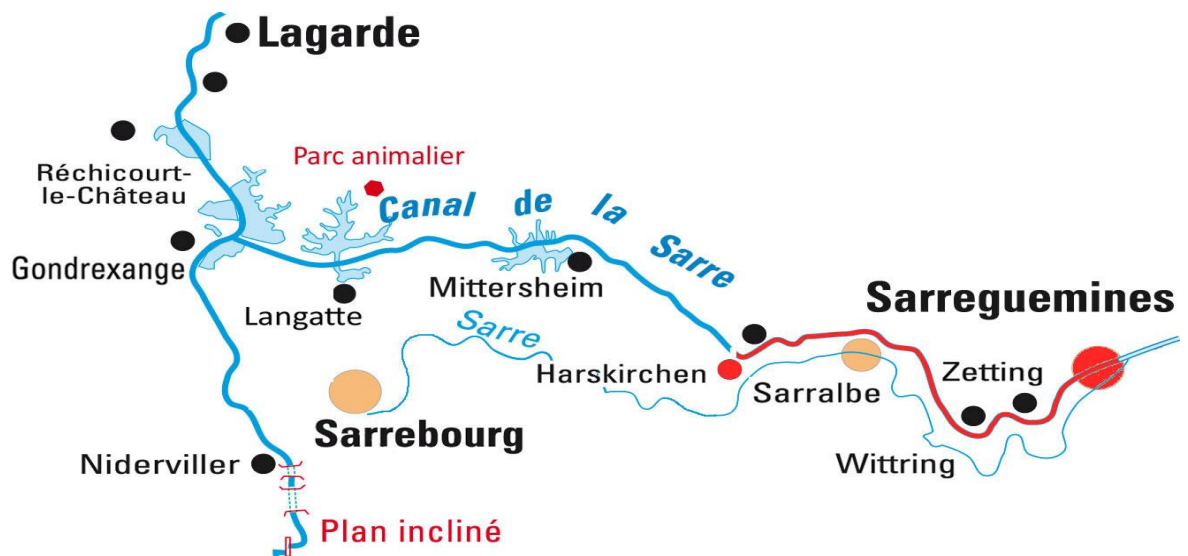 Lagarde
Réchicourt-
le-Château
Parc animalier
Canal de la Sarre
Gondrexange
Langatte
Mittersheim
Sarreguemines
Sarre
Harskirchen
Sarralbe
Zetting
Sarrebourg
Niderviller
Wittring
Plan incliné